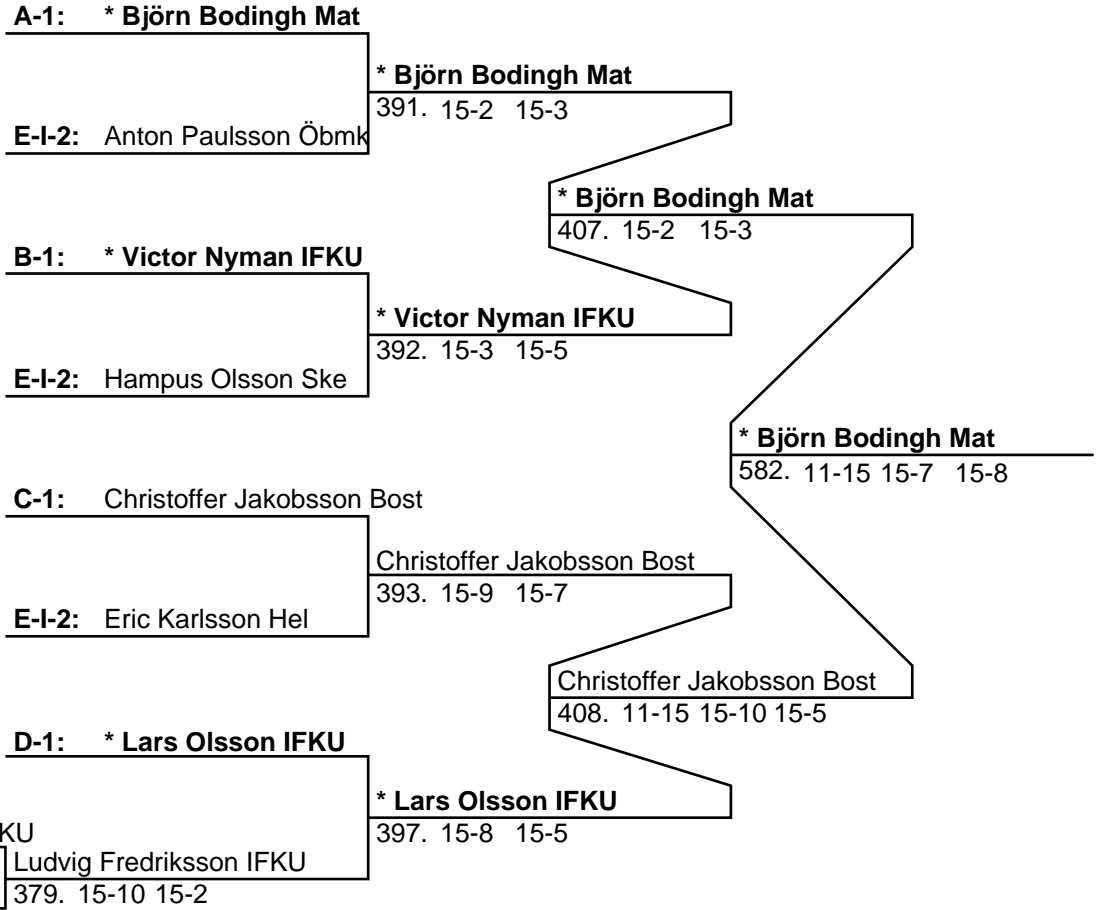 A-1: * Björn Bodingh Mat
* Björn Bodingh Mat
391. 15-2 15-3
E-I-2: Anton Paulsson Öbmk
* Björn Bodingh Mat
407. 15-2 15-3
B-1: * Victor Nyman IFKU
* Victor Nyman IFKU
392. 15-3 15-5
E-I-2: Hampus Olsson Ske
* Björn Bodingh Mat
582. 11-15 15-7 15-8
C-1: Christoffer Jakobsson Bost
Christoffer Jakobsson Bost
393. 15-9 15-7
E-I-2: Eric Karlsson Hel
Christoffer Jakobsson Bost
408. 11-15 15-10 15-5
D-1: * Lars Olsson IFKU
* Lars Olsson IFKU
397. 15-8 15-5
KU
Ludvig Fredriksson IFKU
379. 15-10 15-2